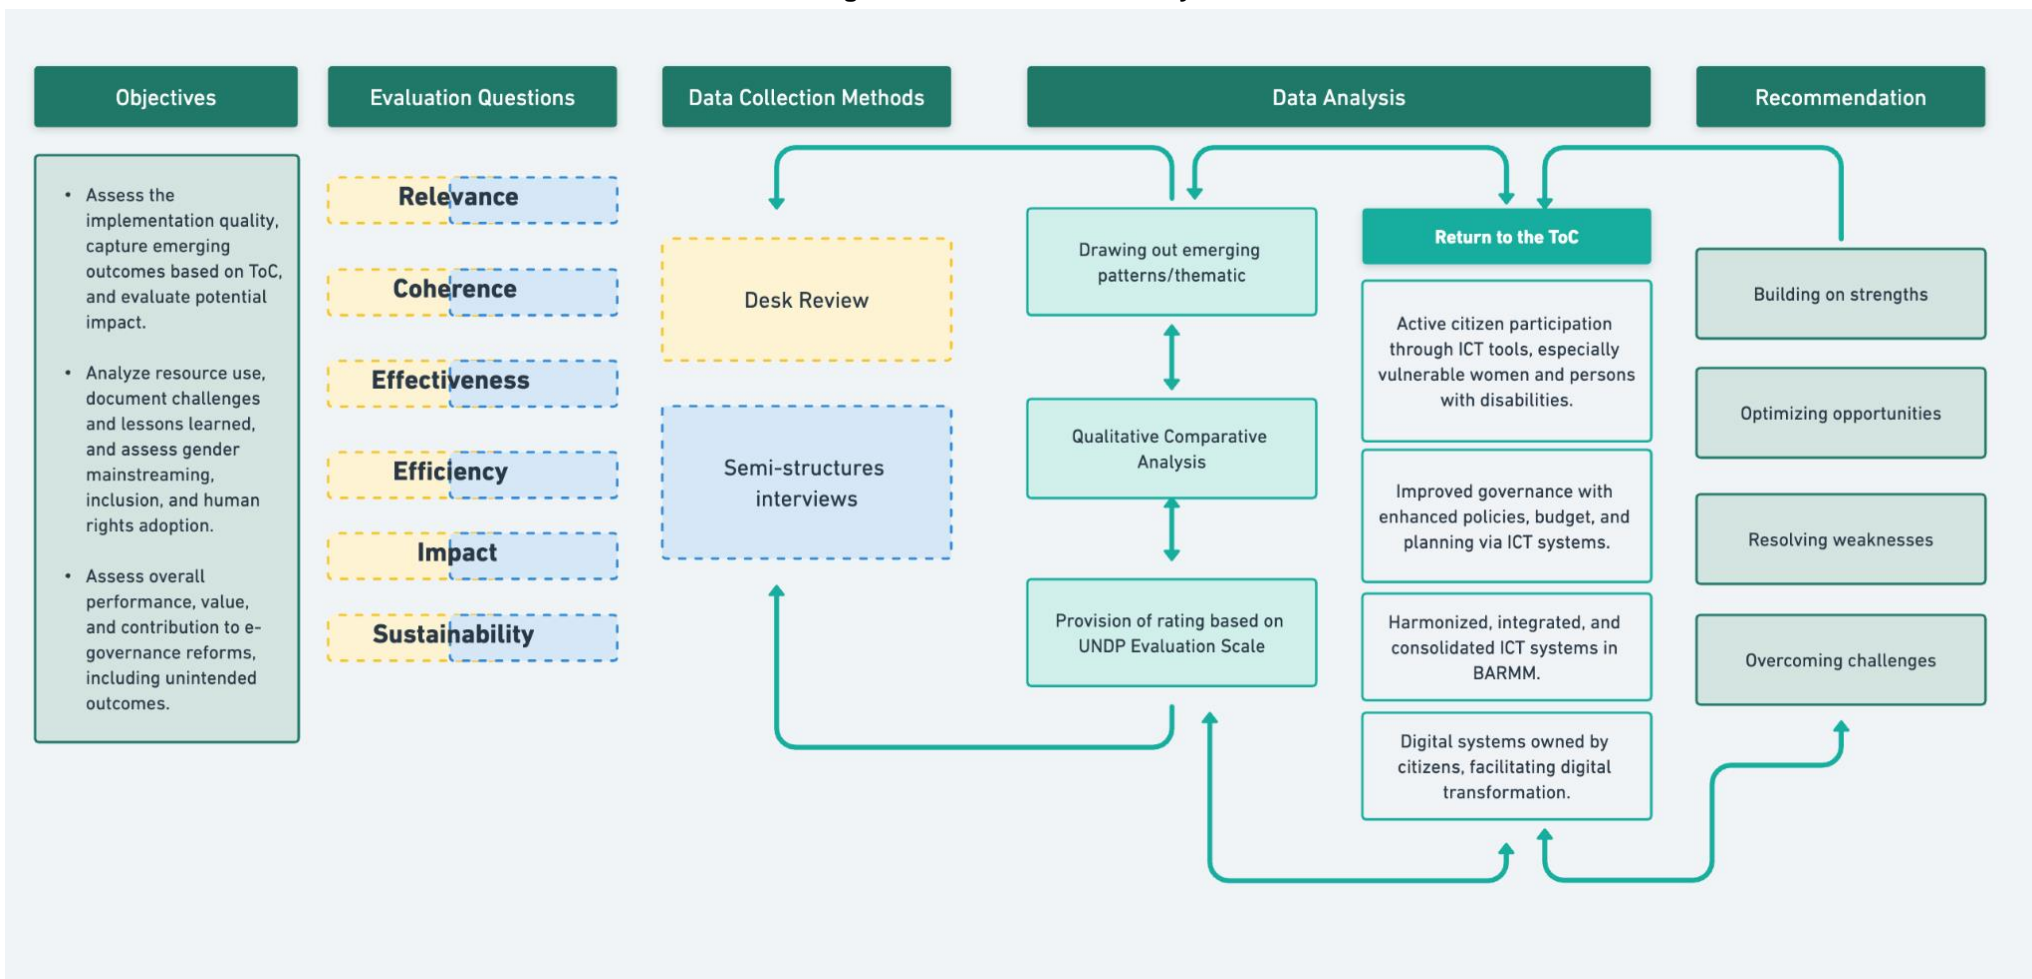 Objectives
Evaluation Questions
Data Collection Methods
Data Analysis
Recommendation
• Assess the
implementation quality,
capture emerging
outcomes based on ToC,
and evaluate potential
impact.
• Analyze resource use,
document challenges
and lessons learned,
and assess gender
mainstreaming,
inclusion, and human
rights adoption.
• Assess overall
performance, value,
and contribution to e-
governance reforms,
including unintended
outcomes.
Relevance
Coherence
Effectiveness
Efficiency
Impact
Sustainability
Desk Review
Semi-structures
interviews
Drawing out emerging
patterns/thematic
Qualitative Comparative
Analysis
Provision of rating based on
UNDP Evaluation Scale
Return to the ToC
Active citizen participation
through ICT tools, especially
vulnerable women and persons
with disabilities.
Improved governance with
enhanced policies, budget, and
planning via ICT systems.
Harmonized, integrated, and
consolidated ICT systems in
BARMM.
Digital systems owned by
citizens, facilitating digital
transformation.
Building on strengths
Optimizing opportunities
Resolving weaknesses
Overcoming challenges